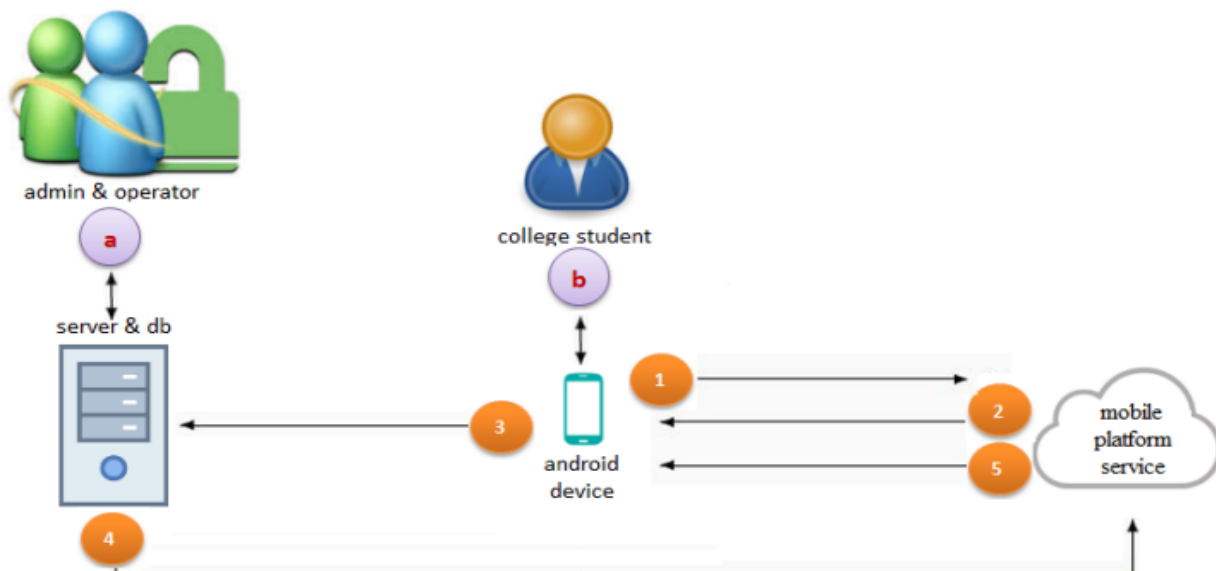 admin & operator
a
college student
b
server & db
1
2
3
mobile
platform
service
android
device
5
4